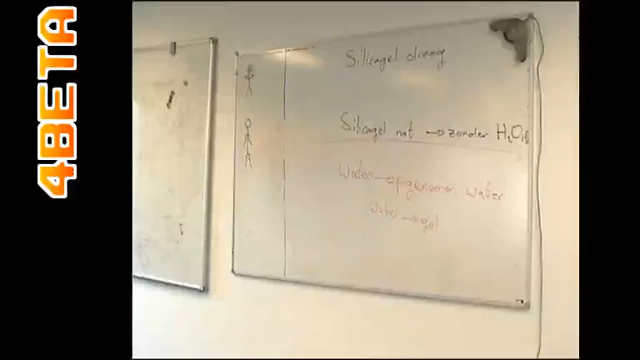 4BETA
Silicagel droog
Silicagel nat → zonder H₂O
Water → opgenomen water
water → gel